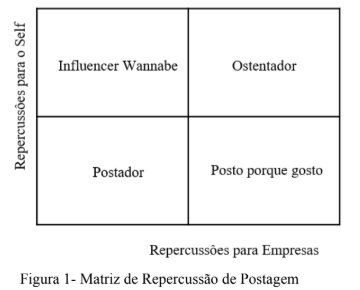 Repercussões para o Self
Influencer Wannabe
Ostentador
Postador
Posto porque gosto
Repercussões para Empresas
Figura 1- Matriz de Repercussão de Postagem